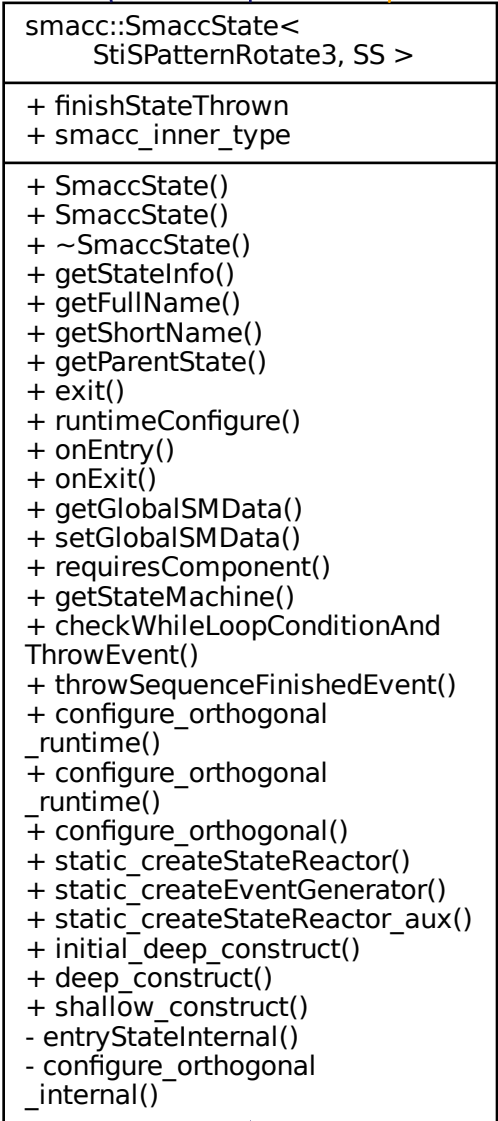 smacc::SmaccState<
StiSPatternRotate3, SS >
+ finishStateThrown
+ smacc_inner_type
+ SmaccState()
+ SmaccState()
+ ~SmaccState()
+ getStateInfo()
+ getFullName()
+ getShortName()
+ getParentState()
+ exit()
+ runtimeConfigure()
+ onEntry()
+ onExit()
+ getGlobalSMData()
+ setGlobalSMData()
+ requiresComponent()
+ getStateMachine()
+ checkWhileLoopConditionAnd
ThrowEvent()
+ throwSequenceFinishedEvent()
+ configure_orthogonal
_runtime()
+ configure_orthogonal
_runtime()
+ configure_orthogonal()
+ static_createStateReactor()
+ static_createEventGenerator()
+ static_createStateReactor_aux()
+ initial_deep_construct()
+ deep_construct()
+ shallow_construct()
- entryStateInternal()
- configure_orthogonal
_internal()